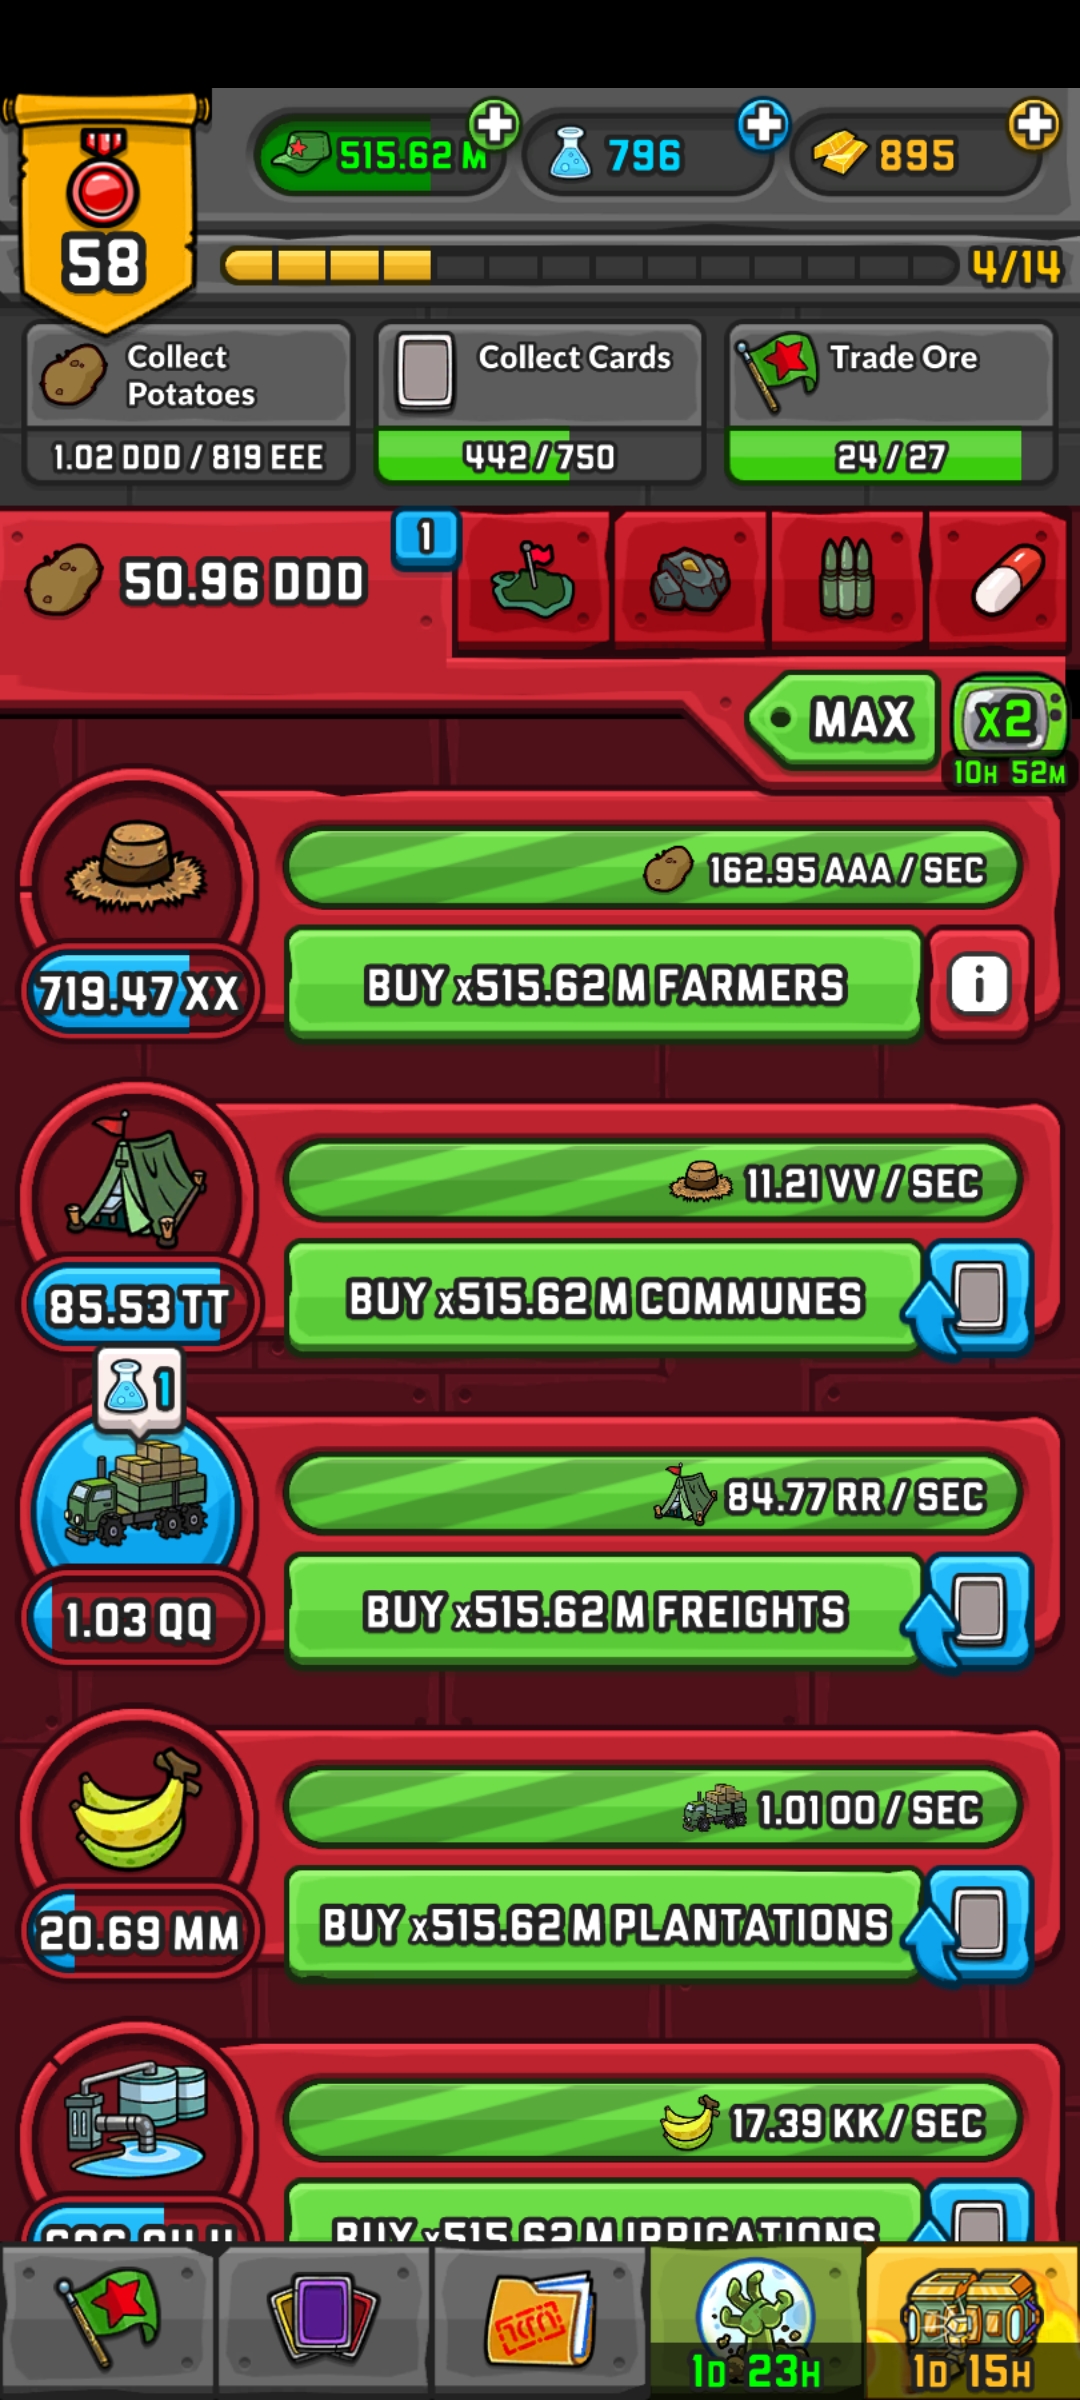 515.62 M
796
895
58
4/14
Collect
Potatoes
1.02 DDD / 819 EEE
Collect Cards
442/750
Trade Ore
24/27
50.96 DDD
1
MAX
x2
10H 52M
162.95 AAA / SEC
719.47 XX
BUY x515.62 M FARMERS
i
11.21 VV / SEC
85.53 TT
BUY x515.62 M COMMUNES
1
84.77 RR / SEC
1.03 QQ
BUY x515.62 M FREIGHTS
1.01 OO / SEC
20.69 MM
BUY x515.62 M PLANTATIONS
17.39 KK / SEC
BUY x515.62 M IRRIGATIONS
1D 23H
1D 15H